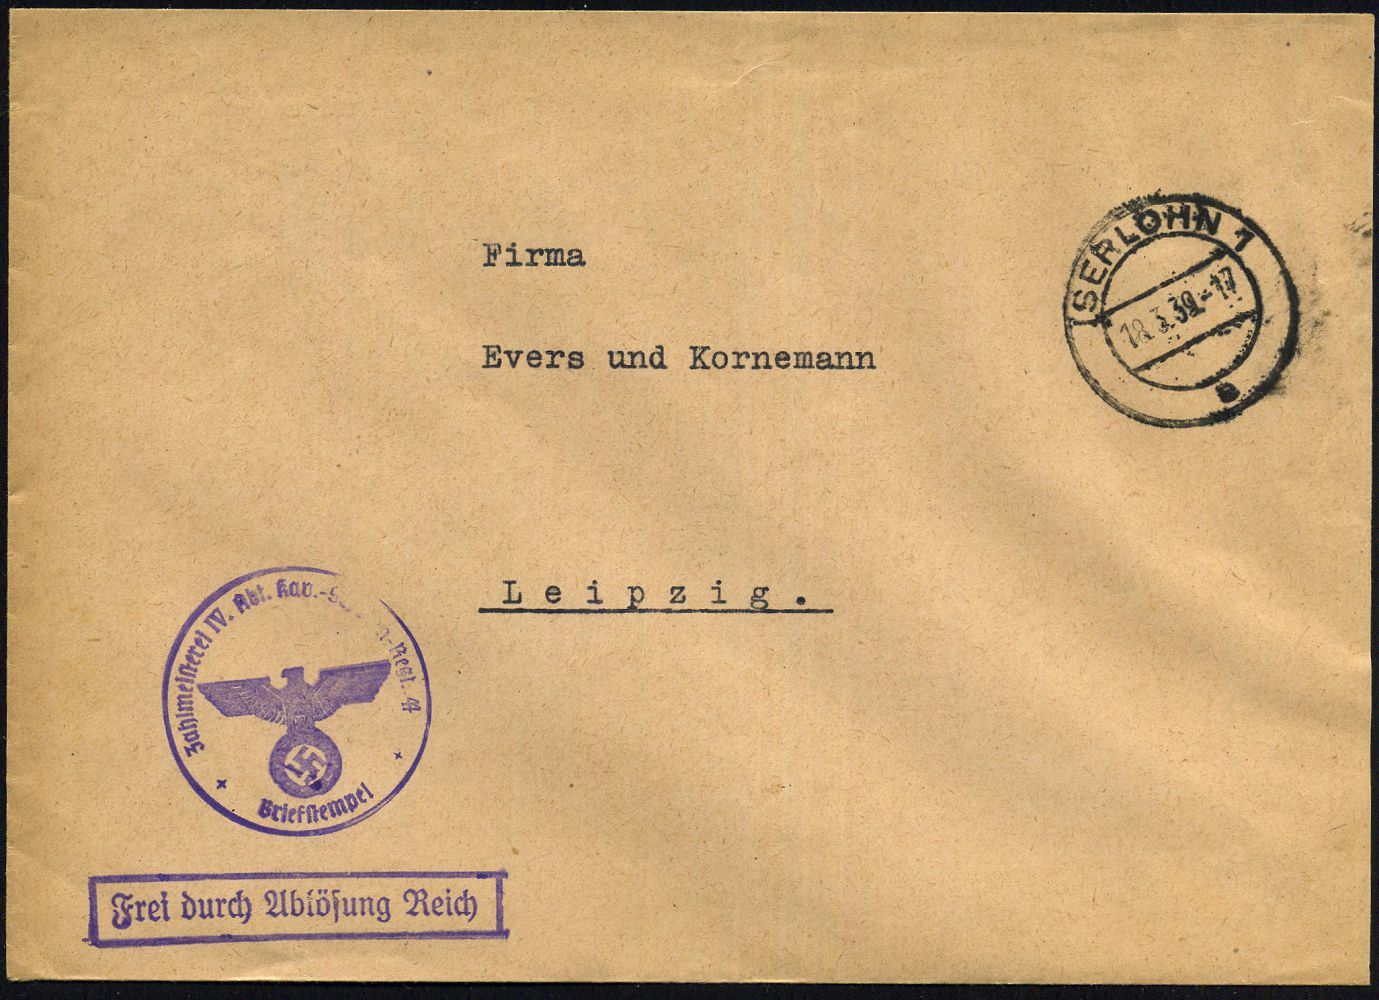 ISERLOHN 1
18.3.39-17
a
Firma
Evers und Kornemann
Leipzig.
Zahlmeisterei IV. Abt. Kav.- -Regt. 4
Briefstempel
Frei durch Ablösung Reich